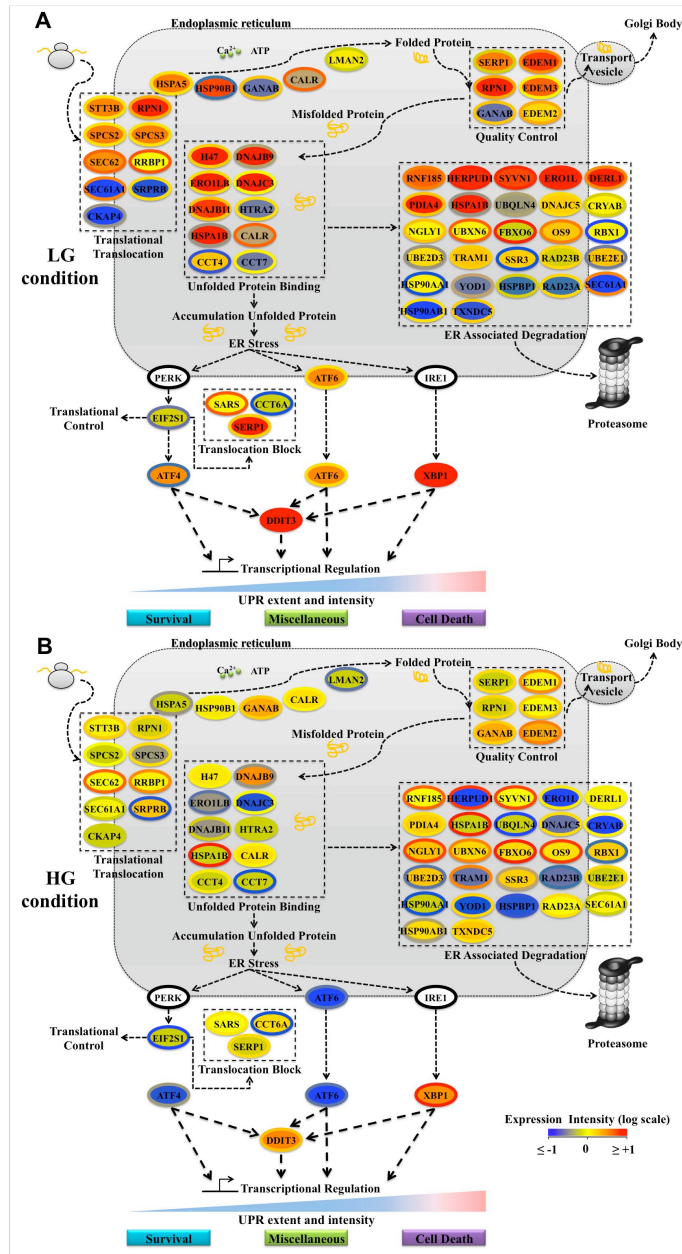 A
Endoplasmic reticulum
Golgi Body
Ca2+ ATP
LMAN2
Folded Protein
Transport
vesicle
HSPA5
HSP90B1
GANAB
CALR
SERP1 EDEM1
RPN1 EDEM3
GANAB EDEM2
Quality Control
STT3B RPN1
SPCS2 SPCS3
SEC62 RRBP1
SEC61A1 SRPRB
CKAP4
Translational
Translocation
Misfolded Protein
H47 DNAJB9
ERO1LB DNAJC3
DNAJB11 HTRA2
HSPA1B CALR
CCT4 CCT7
Unfolded Protein Binding
RNF185 HERPUD1 SYVN1 ERO1L DERL1
PDIA4 HSPA1B UBQLN4 DNAJC5 CRYAB
NGLY1 UBXN6 FBXO6 OS9 RBX1
UBE2D3 TRAM1 SSR3 RAD23B UBE2E1
HSP90AA1 YOD1 HSPBP1 RAD23A SEC61A1
HSP90AB1 TXNDC5
ER Associated Degradation
LG
condition
Accumulation Unfolded Protein
ER Stress
PERK
ATF6
IRE1
Proteasome
Translational
Control
EIF2S1
SARS CCT6A
SERP1
Translocation Block
ATF4
ATF6
XBP1
DDIT3
Transcriptional Regulation
UPR extent and intensity
Survival
Miscellaneous
Cell Death
B
Endoplasmic reticulum
Golgi Body
Ca2+ ATP
LMAN2
Folded Protein
Transport
vesicle
HSPA5
HSP90B1
GANAB
CALR
SERP1 EDEM1
RPN1 EDEM3
GANAB EDEM2
Quality Control
STT3B RPN1
SPCS2 SPCS3
SEC62 RRBP1
SEC61A1 SRPRB
CKAP4
Translational
Translocation
Misfolded Protein
H47 DNAJB9
ERO1LB DNAJC3
DNAJB11 HTRA2
HSPA1B CALR
CCT4 CCT7
Unfolded Protein Binding
RNF185 HERPUD1 SYVN1 ERO1L DERL1
PDIA4 HSPA1B UBQLN4 DNAJC5 CRYAB
NGLY1 UBXN6 FBXO6 OS9 RBX1
UBE2D3 TRAM1 SSR3 RAD23B UBE2E1
HSP90AA1 YOD1 HSPBP1 RAD23A SEC61A1
HSP90AB1 TXNDC5
ER Associated Degradation
HG
condition
Accumulation Unfolded Protein
ER Stress
PERK
ATF6
IRE1
Proteasome
Translational
Control
EIF2S1
SARS CCT6A
SERP1
Translocation Block
ATF4
ATF6
XBP1
DDIT3
Expression Intensity (log scale)
≤ -1 0 ≥ +1
Transcriptional Regulation
UPR extent and intensity
Survival
Miscellaneous
Cell Death